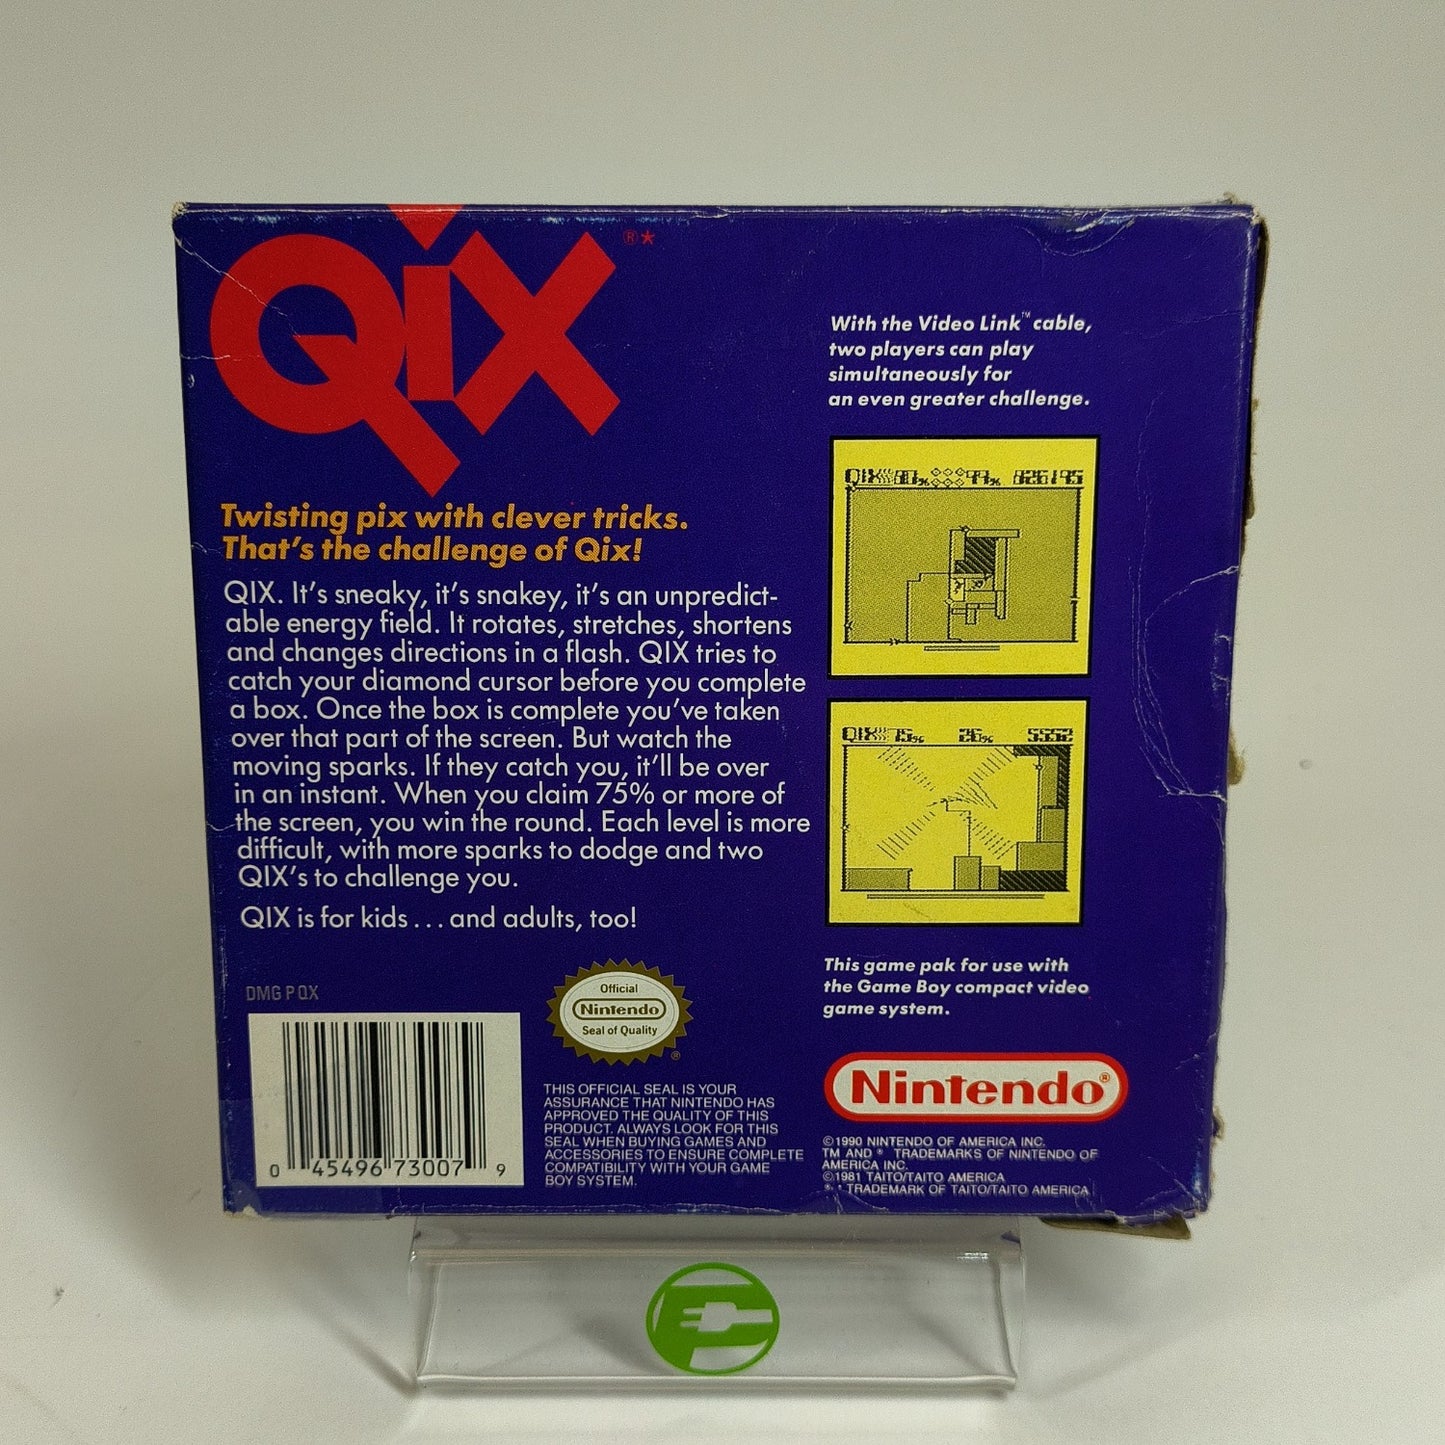 QiX®*
Twisting pix with clever tricks.
That's the challenge of Qix!
QIX. It's sneaky, it's snakey, it's an unpredict-
able energy field. It rotates, stretches, shortens
and changes directions in a flash. QIX tries to
catch your diamond cursor before you complete
a box. Once the box is complete you've taken
over that part of the screen. But watch the
moving sparks. If they catch you, it'll be over
in an instant. When you claim 75% or more of
the screen, you win the round. Each level is more
difficult, with more sparks to dodge and two
QIX's to challenge you.
QIX is for kids ... and adults, too!
DMG P QX
0 45496 73007 9
Official
Nintendo
Seal of Quality
®
THIS OFFICIAL SEAL IS YOUR
ASSURANCE THAT NINTENDO HAS
APPROVED THE QUALITY OF THIS
PRODUCT. ALWAYS LOOK FOR THIS
SEAL WHEN BUYING GAMES AND
ACCESSORIES TO ENSURE COMPLETE
COMPATIBILITY WITH YOUR GAME
BOY SYSTEM.
With the Video Link™ cable,
two players can play
simultaneously for
an even greater challenge.
QIX 80% 99% 826195
QIX 75% 26% 5552
This game pak for use with
the Game Boy compact video
game system.
Nintendo®
©1990 NINTENDO OF AMERICA INC.
TM AND ® TRADEMARKS OF NINTENDO OF
AMERICA INC.
©1981 TAITO/TAITO AMERICA
®* TRADEMARK OF TAITO/TAITO AMERICA